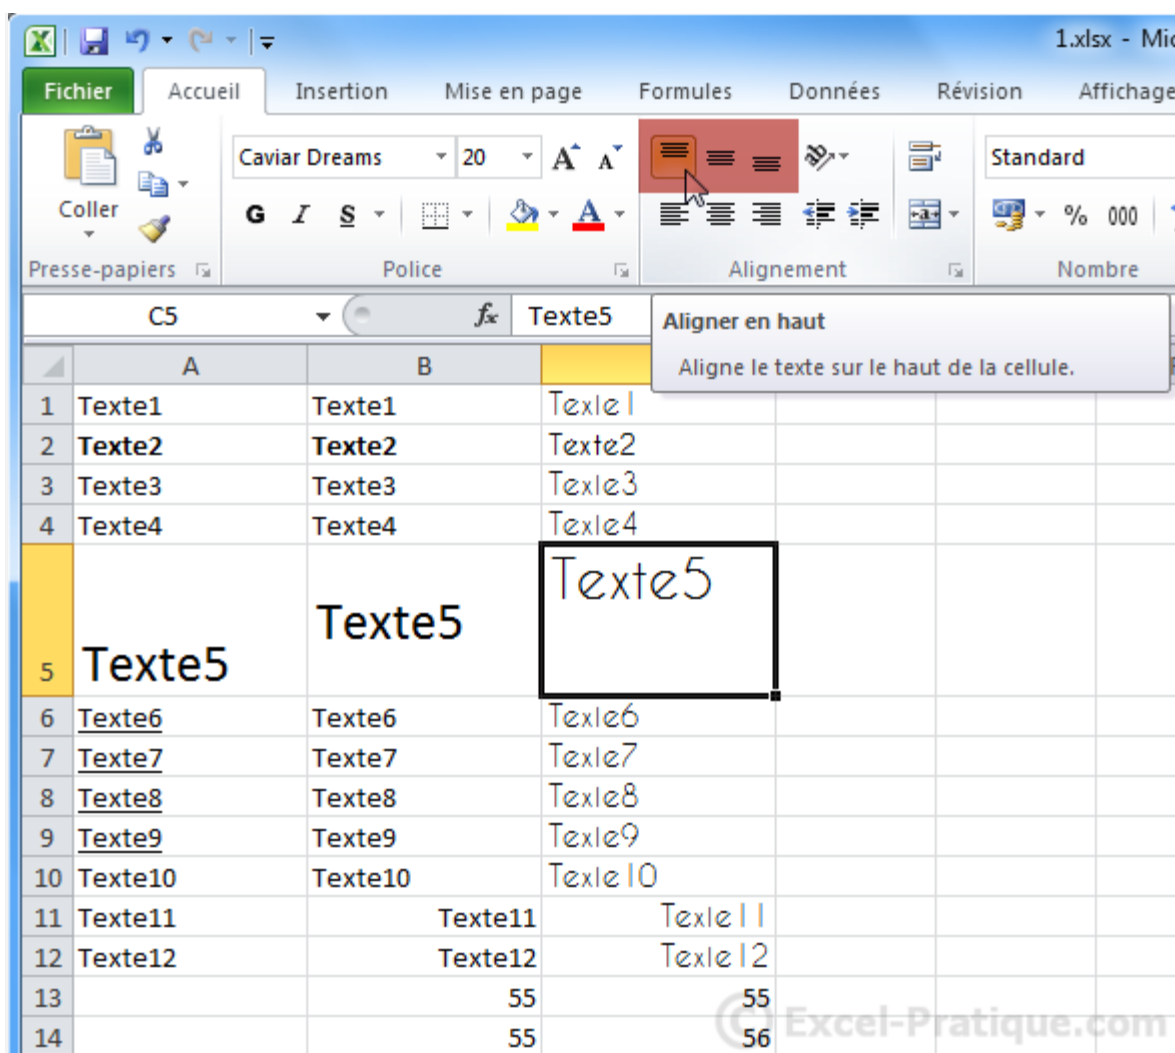 1.xlsx - Mic
Fichier Accueil Insertion Mise en page Formules Données Révision Affichage
Caviar Dreams 20 A A Standard
Coller G I S A % 000
Presse-papiers Police Alignement Nombre
C5 fx Texte5
Aligner en haut
Aligne le texte sur le haut de la cellule.
A B
1 Texte1 Texte1 Texte1
2 Texte2 Texte2 Texte2
3 Texte3 Texte3 Texte3
4 Texte4 Texte4 Texte4
5 Texte5 Texte5 Texte5
6 Texte6 Texte6 Texte6
7 Texte7 Texte7 Texte7
8 Texte8 Texte8 Texte8
9 Texte9 Texte9 Texte9
10 Texte10 Texte10 Texte10
11 Texte11 Texte11 Texte11
12 Texte12 Texte12 Texte12
13 55 55
14 55 56
© Excel-Pratique.com